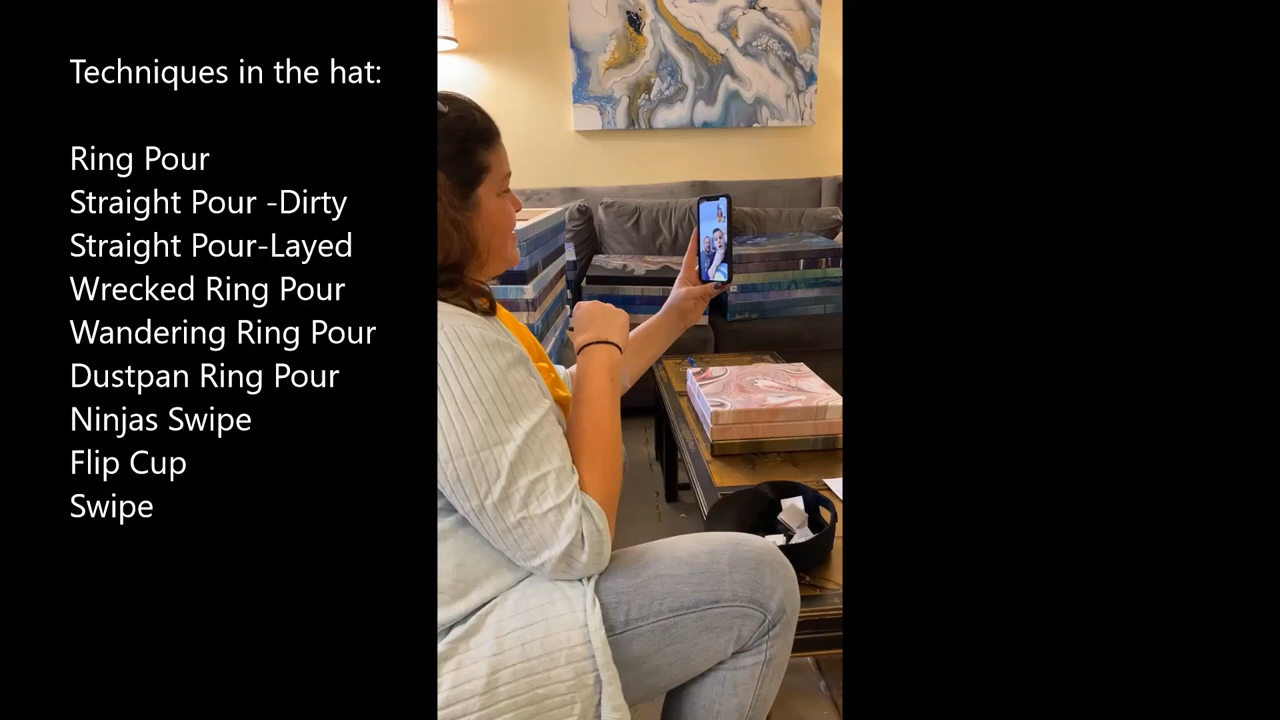 Techniques in the hat:
Ring Pour
Straight Pour -Dirty
Straight Pour-Layed
Wrecked Ring Pour
Wandering Ring Pour
Dustpan Ring Pour
Ninjas Swipe
Flip Cup
Swipe